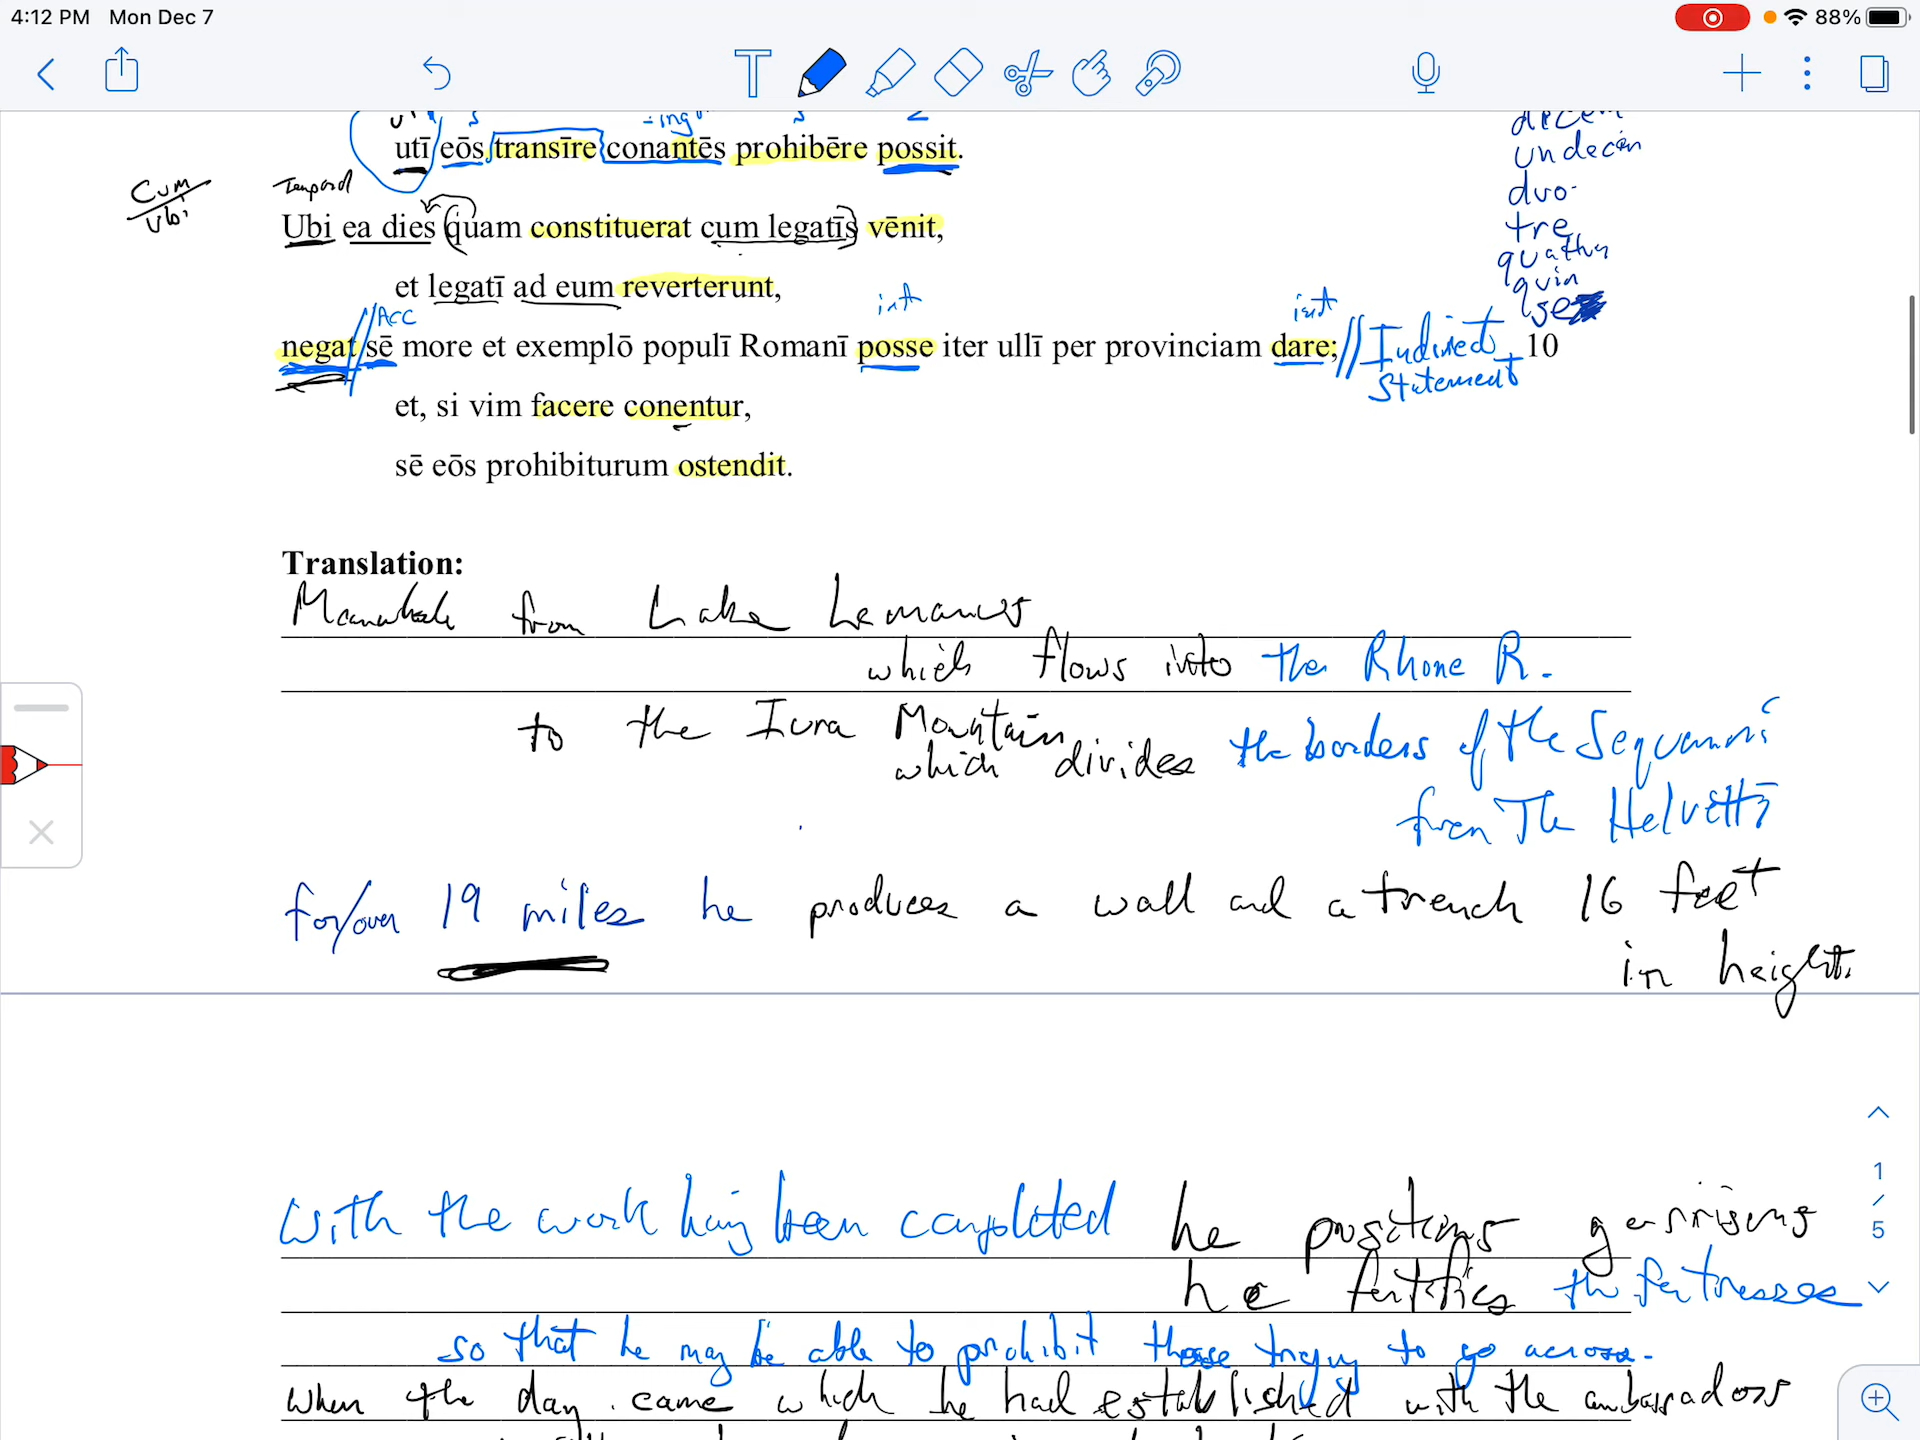 4:12 PM Mon Dec 7
88%
T
-ing
utī eōs transīre conantēs prohibēre possit.
undecim
duo-
tre
quattuor
quin
se
Cum
Ubi
Temporal
Ubi ea dies quam constituerat cum legatīs vēnit,
et legatī ad eum reverterunt,
Acc
inf
inf
negat sē more et exemplō populī Romanī posse iter ullī per provinciam dare; Indirect 10
Statement
et, si vim facere conentur,
sē eōs prohibiturum ostendit.
Translation:
Meanwhile from Lake Lemanus
which flows into the Rhone R.
to the Iura Mountain
which divides the borders of the Sequani
from The Helvetii
for/over 19 miles he produces a wall and a trench 16 feet
in height.
1
/
5
With the work having been completed he positions garrisons
he fortifies the fortresses
so that he may be able to prohibit those trying to go across.
When the day came which he had established with the ambassadors